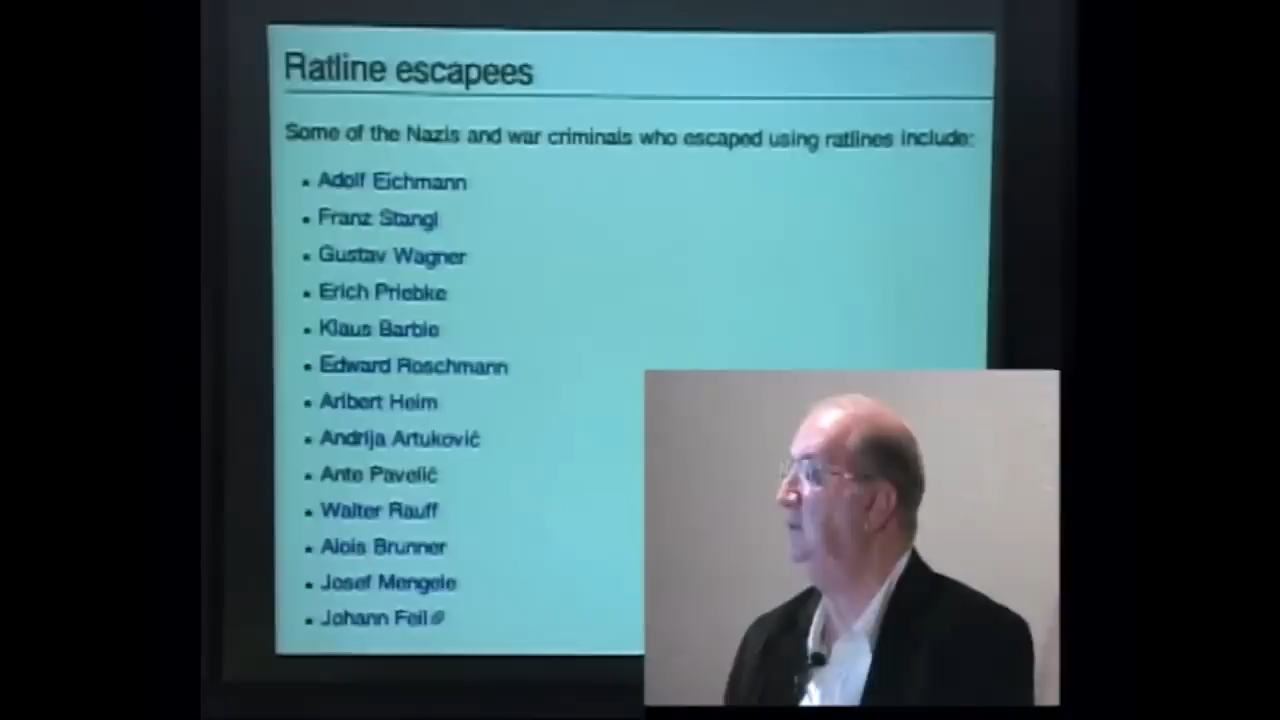 Ratline escapees
Some of the Nazis and war criminals who escaped using ratlines include:
• Adolf Eichmann
• Franz Stangl
• Gustav Wagner
• Erich Priebke
• Klaus Barbie
• Edward Roschmann
• Aribert Heim
• Andrija Artuković
• Ante Pavelić
• Walter Rauff
• Alois Brunner
• Josef Mengele
• Johann Feil